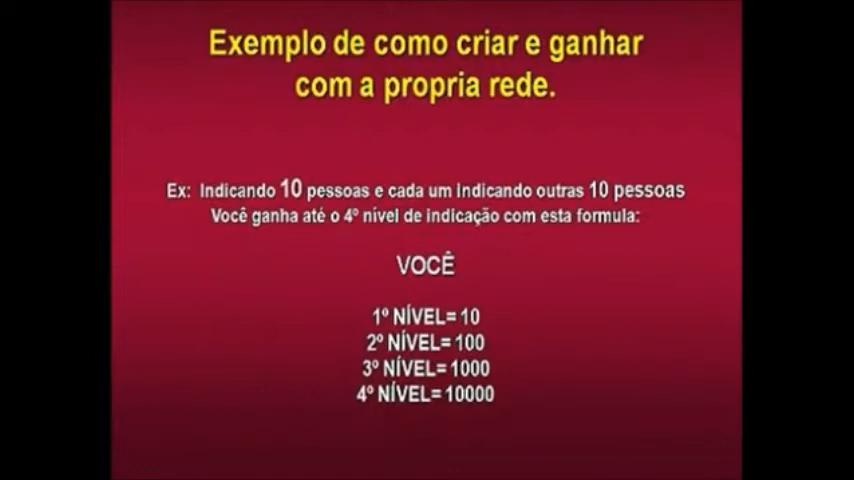 Exemplo de como criar e ganhar
com a propria rede.
Ex: Indicando 10 pessoas e cada um indicando outras 10 pessoas
Você ganha até o 4º nível de indicação com esta formula:
VOCÊ
1º NÍVEL= 10
2º NÍVEL= 100
3º NÍVEL= 1000
4º NÍVEL= 10000